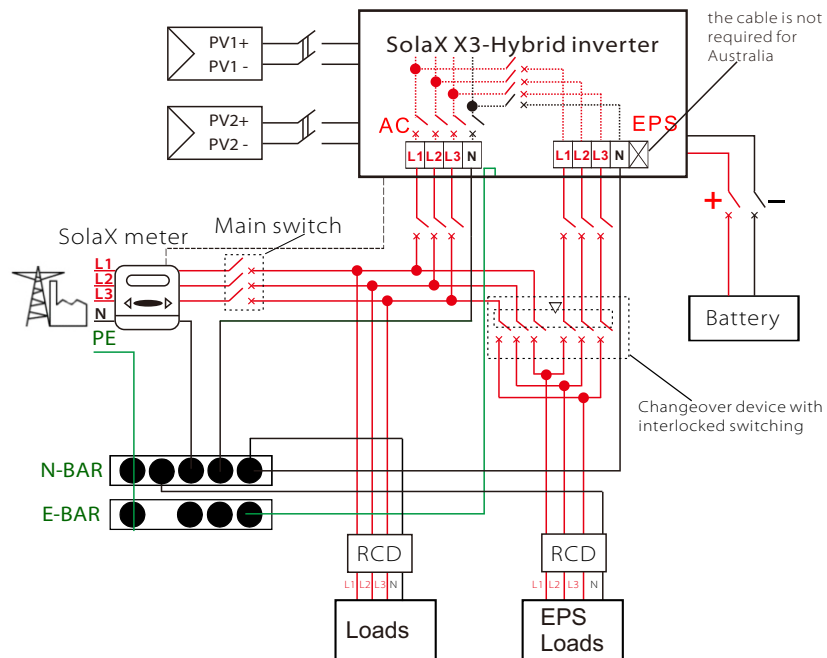 the cable is not
required for
Australia
PV1+
PV1 -
SolaX X3-Hybrid inverter
PV2+
PV2 -
AC
EPS
L1 L2 L3 N
L1 L2 L3 N
+
−
Main switch
SolaX meter
L1
L2
L3
N
PE
Battery
Changeover device with
interlocked switching
N-BAR
E-BAR
RCD
RCD
L1 L2 L3 N
L1 L2 L3 N
Loads
EPS
Loads